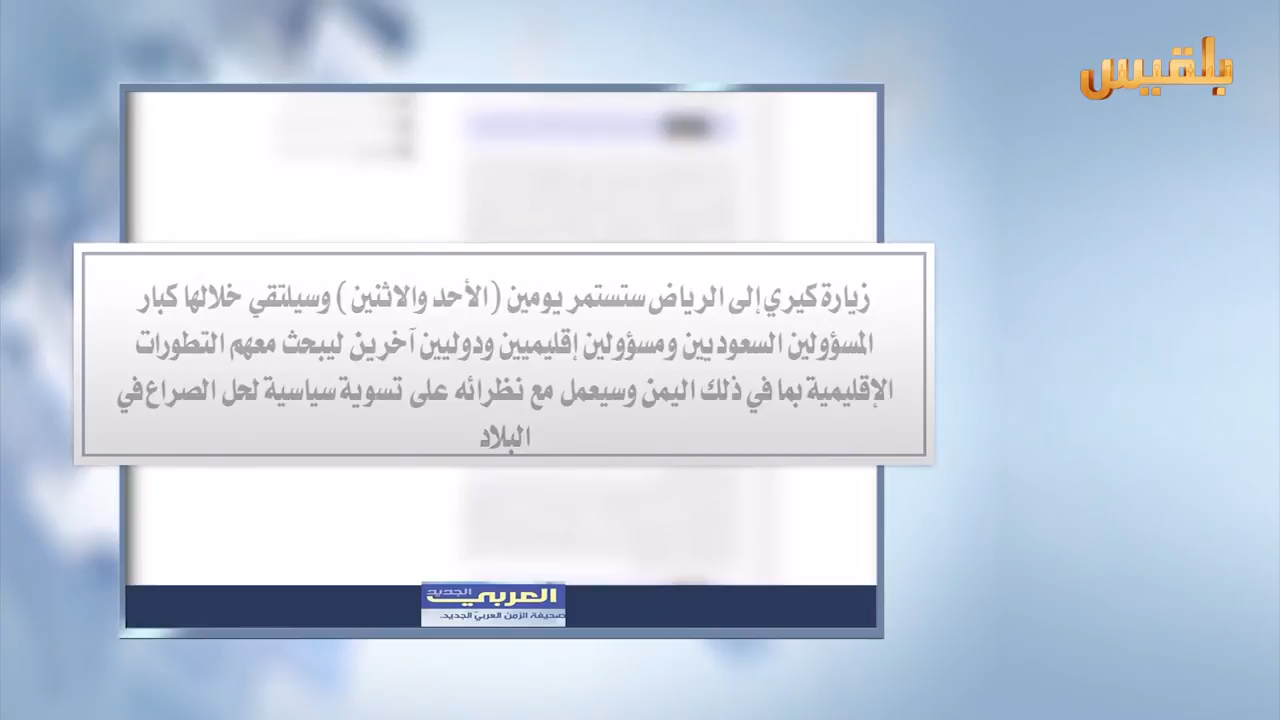 بلقيس
زيارة كيري إلى الرياض ستستمر يومين (الأحد والاثنين) وسيلتقي خلالها كبار
المسؤولين السعوديين ومسؤولين إقليميين ودوليين آخرين ليبحث معهم التطورات
الإقليمية بما في ذلك اليمن وسيعمل مع نظرائه على تسوية سياسية لحل الصراع في
البلاد
العربي الجديد
صحيفة الزمن العربيّ الجديد.